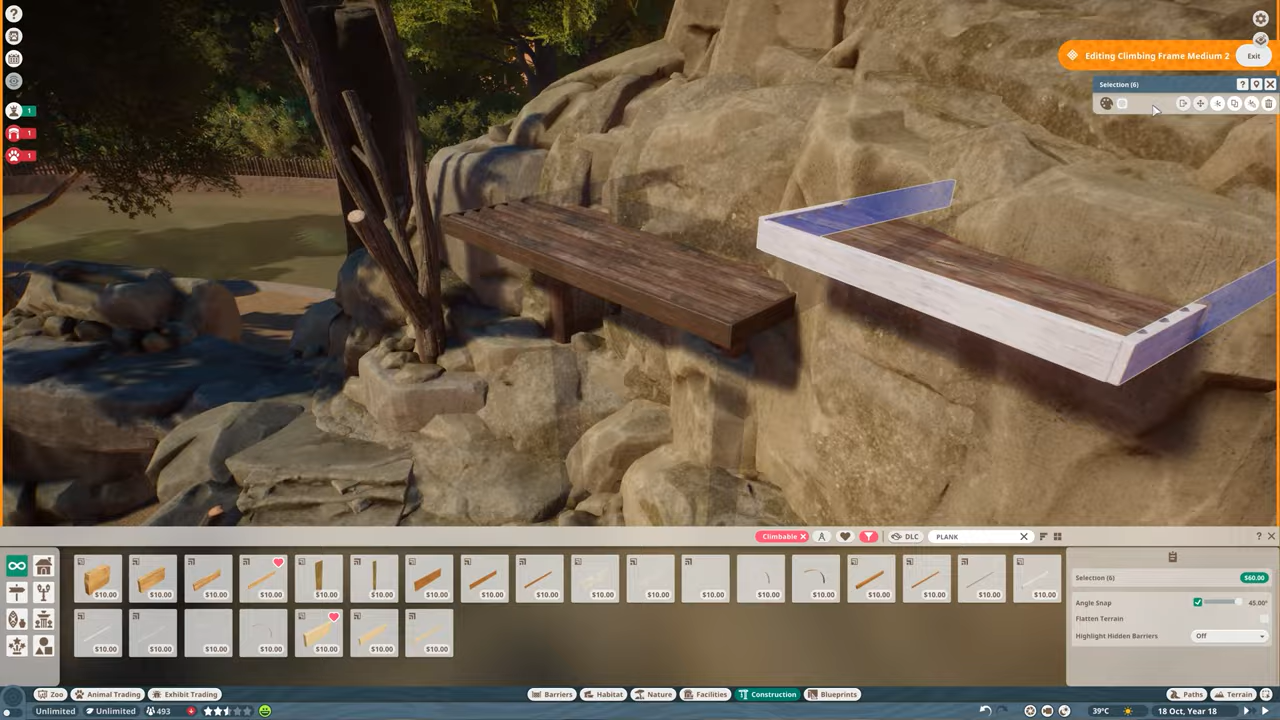 Editing Climbing Frame Medium 2
Exit
Selection (6)
?
1
1
1
Climbable
DLC
PLANK
?
$10.00 $10.00 $10.00 $10.00 $10.00 $10.00 $10.00 $10.00 $10.00 $10.00 $10.00 $10.00 $10.00 $10.00 $10.00 $10.00 $10.00 $10.00
$10.00 $10.00 $10.00 $10.00 $10.00 $10.00 $10.00
Selection (6) $60.00
Angle Snap 45.00°
Flatten Terrain
Highlight Hidden Barriers Off
Zoo Animal Trading Exhibit Trading Barriers Habitat Nature Facilities Construction Blueprints Paths Terrain
Unlimited Unlimited 493 39°C 18 Oct, Year 18